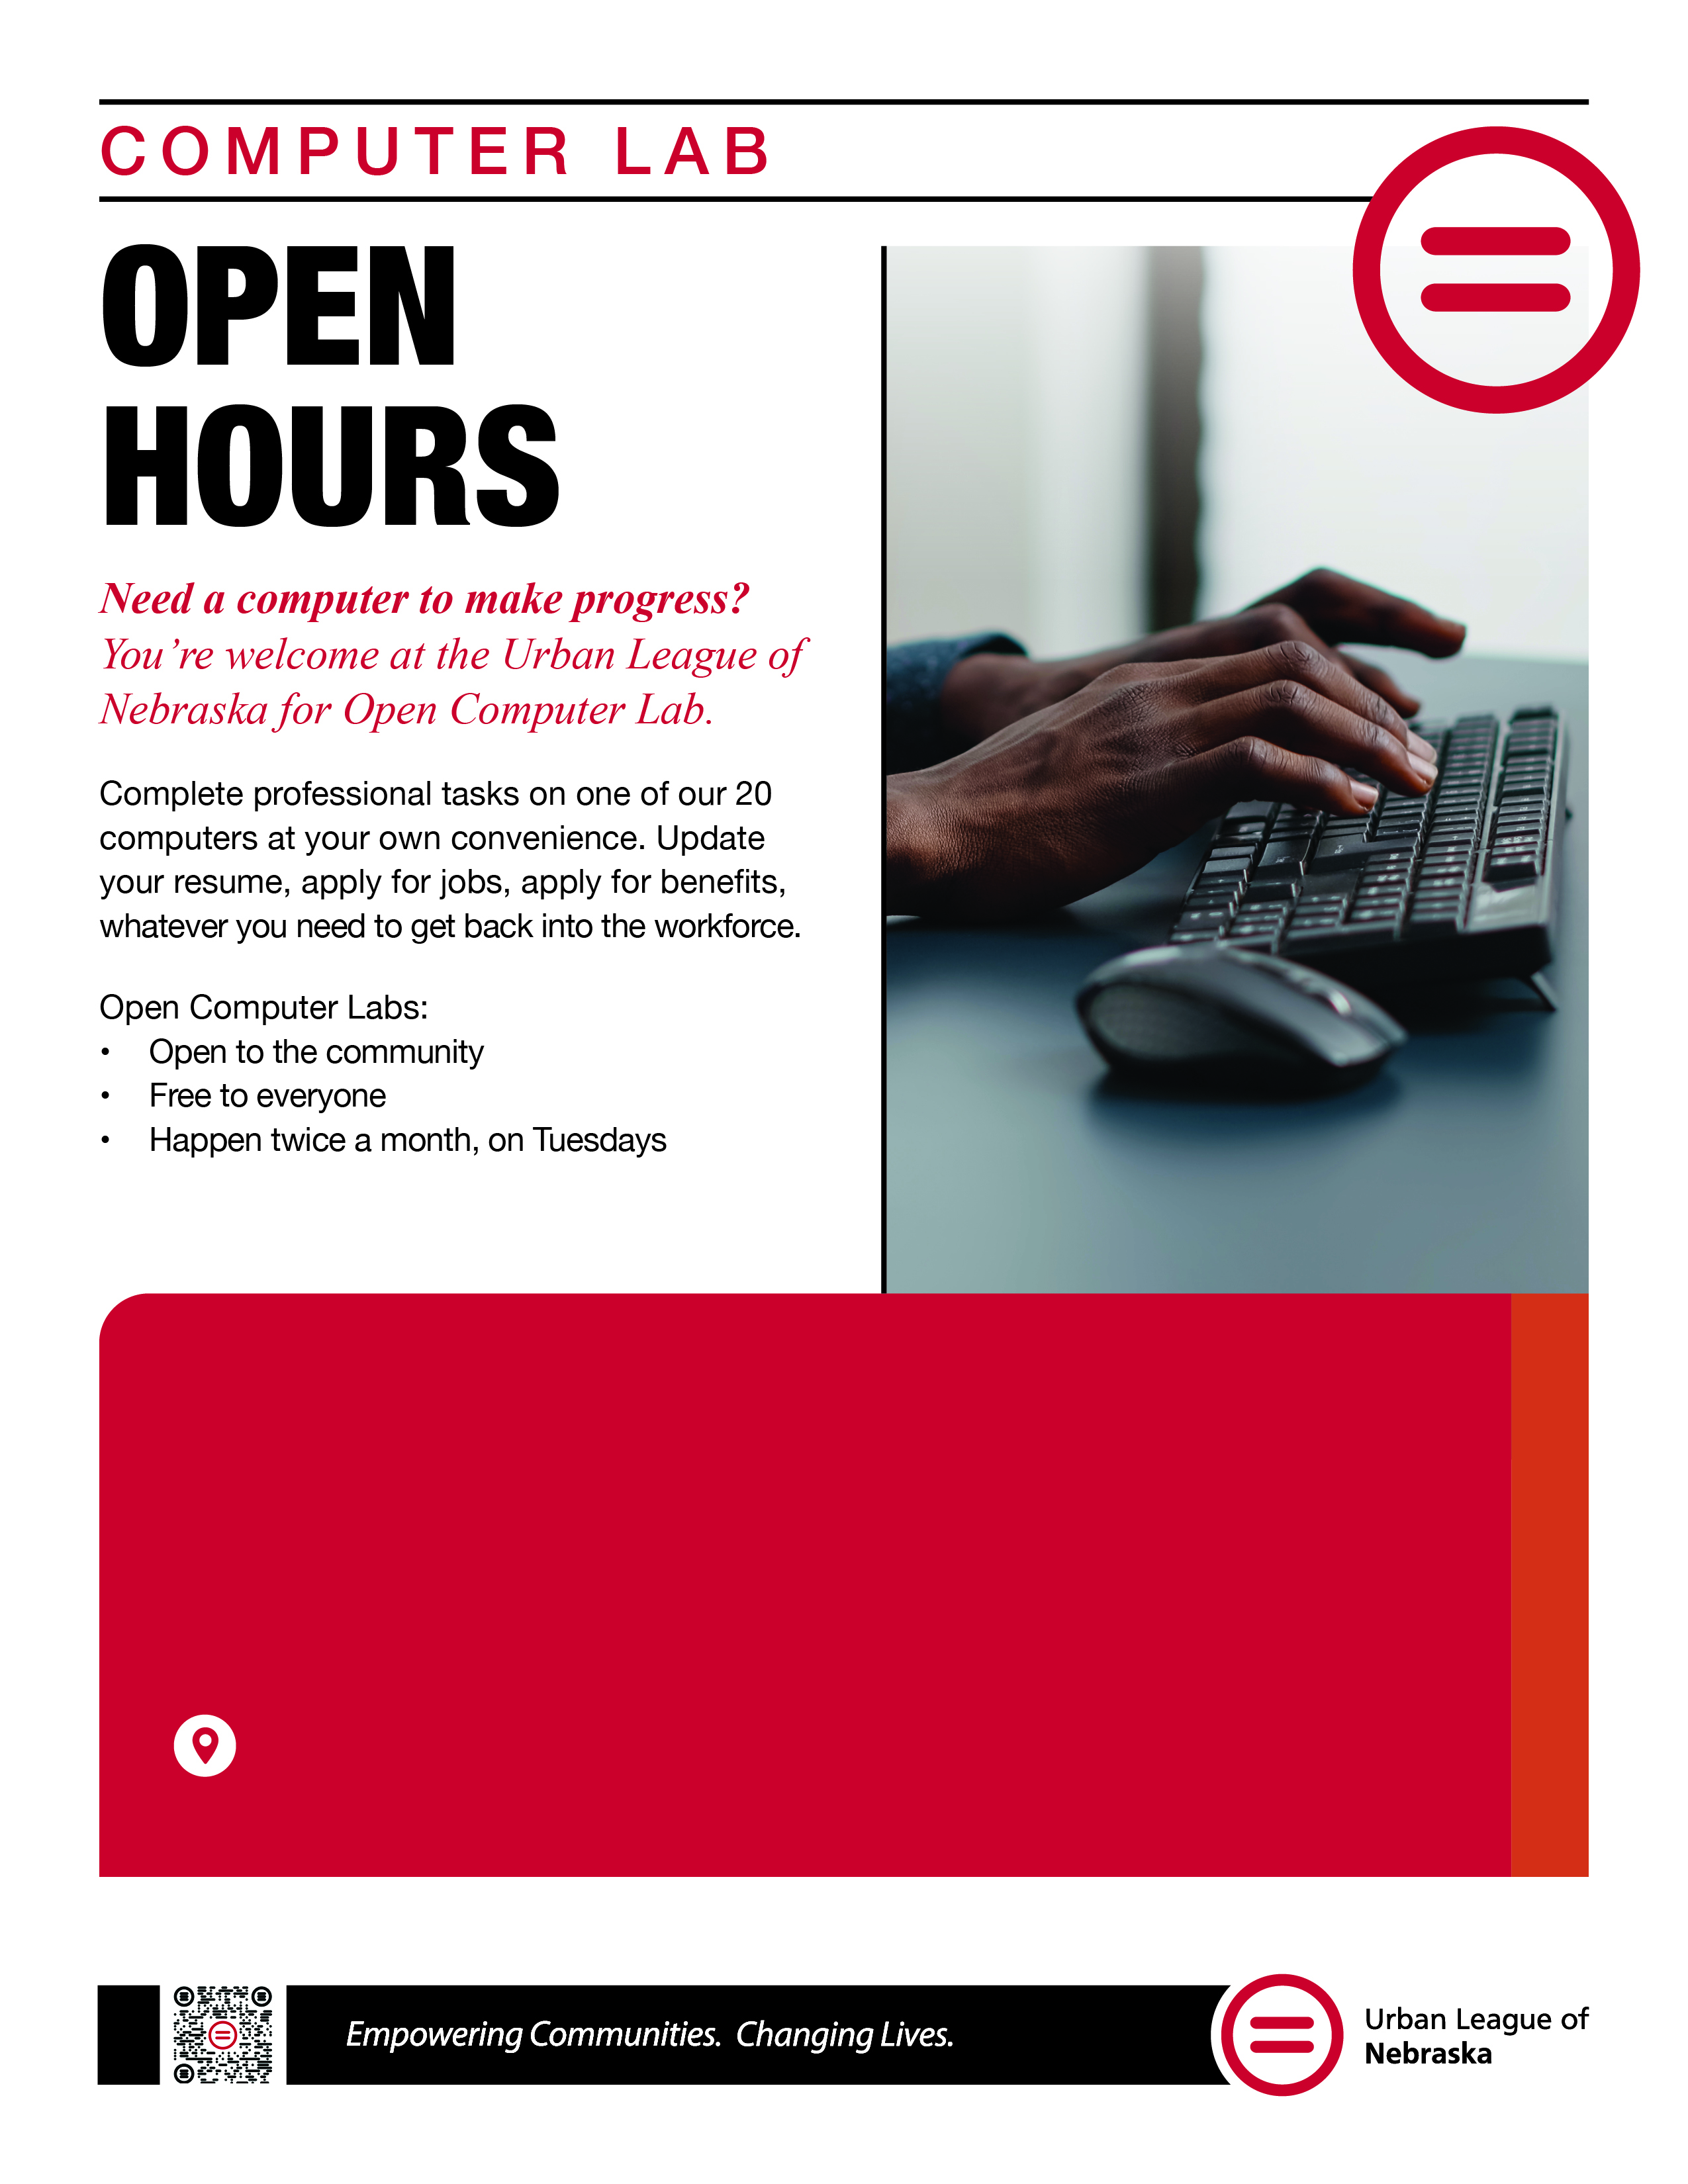 COMPUTER LAB
OPEN
HOURS
Need a computer to make progress?
You’re welcome at the Urban League of
Nebraska for Open Computer Lab.
Complete professional tasks on one of our 20
computers at your own convenience. Update
your resume, apply for jobs, apply for benefits,
whatever you need to get back into the workforce.
Open Computer Labs:
• Open to the community
• Free to everyone
• Happen twice a month, on Tuesdays
Empowering Communities. Changing Lives.
Urban League of
Nebraska